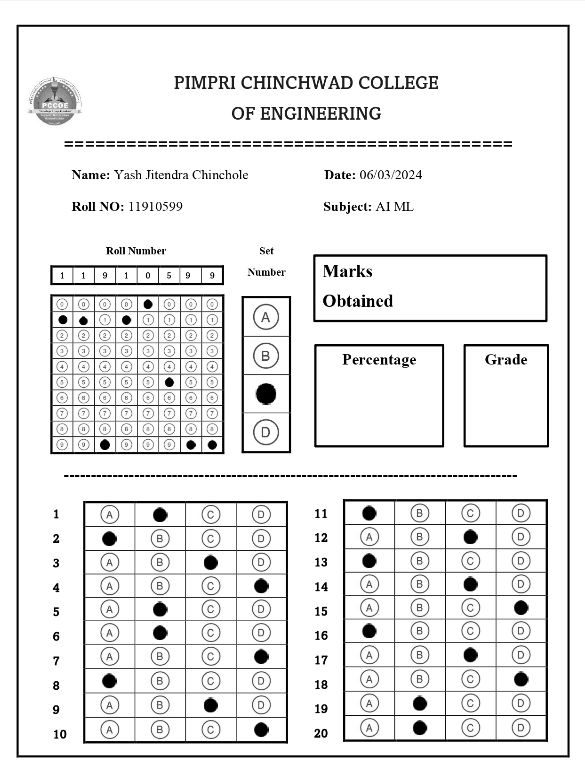 PIMPRI CHINCHWAD COLLEGE
OF ENGINEERING
PCCOE
Name: Yash Jitendra Chinchole Date: 06/03/2024
Roll NO: 11910599 Subject: AI ML
Roll Number Set
Number
1 1 9 1 0 5 9 9
Marks
Obtained
Percentage Grade
0 0 0 0 0 0 0
1 1 1 1 1
2 2 2 2 2 2 2 2
3 3 3 3 3 3 3 3
4 4 4 4 4 4 4 4
5 5 5 5 5 5 5
6 6 6 6 6 6 6 6
7 7 7 7 7 7 7 7
8 8 8 8 8 8 8 8
9 9 9 9 9
A
B
D
1 A C D
2 B C D
3 A B D
4 A B C
5 A C D
6 A C D
7 A B C
8 B C D
9 A B D
10 A B C
11 B C D
12 A B D
13 B C D
14 A B D
15 A B C
16 B C D
17 A B D
18 A B C
19 A C D
20 A C D